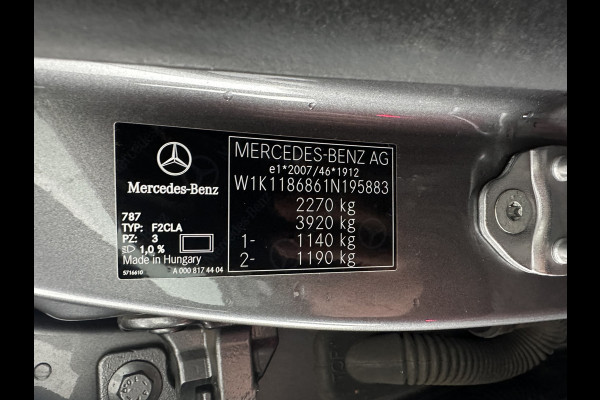 Mercedes-Benz
787
TYP: F2CLA
PZ: 3
1,0 %
Made in Hungary
5716610 A 000 817 44 04
MERCEDES-BENZ AG
e1*2007/46*1912
W1K1186861N195883
2270 kg
3920 kg
1- 1140 kg
2- 1190 kg